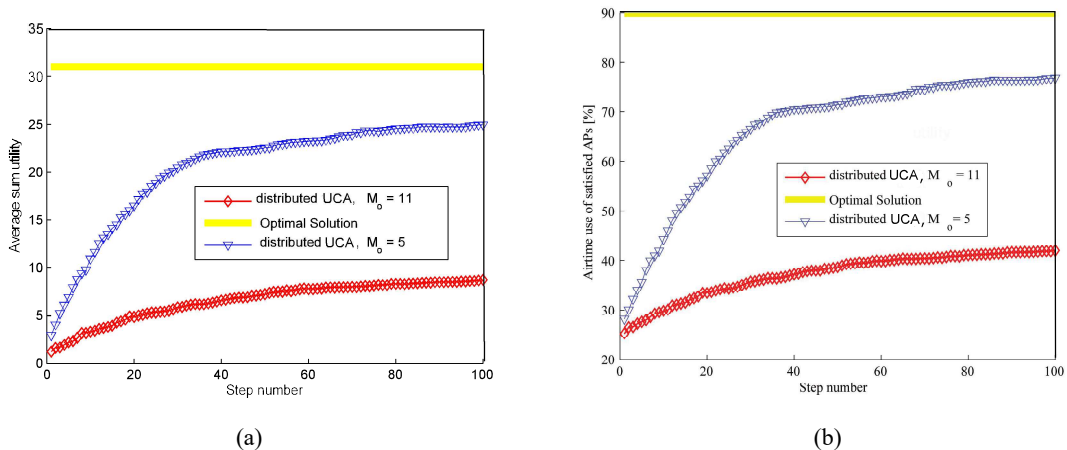 35
30
25
20
15
10
5
0
Average sum utility
0
20
40
60
80
100
Step number
distributed UCA, M o = 11
Optimal Solution
distributed UCA, M o = 5
(a)
90
80
70
60
50
40
30
20
Airtime use of satisfied APs [%]
0
20
40
60
80
100
Step number
distributed UCA, M o = 11
Optimal Solution
distributed UCA, M o = 5
(b)